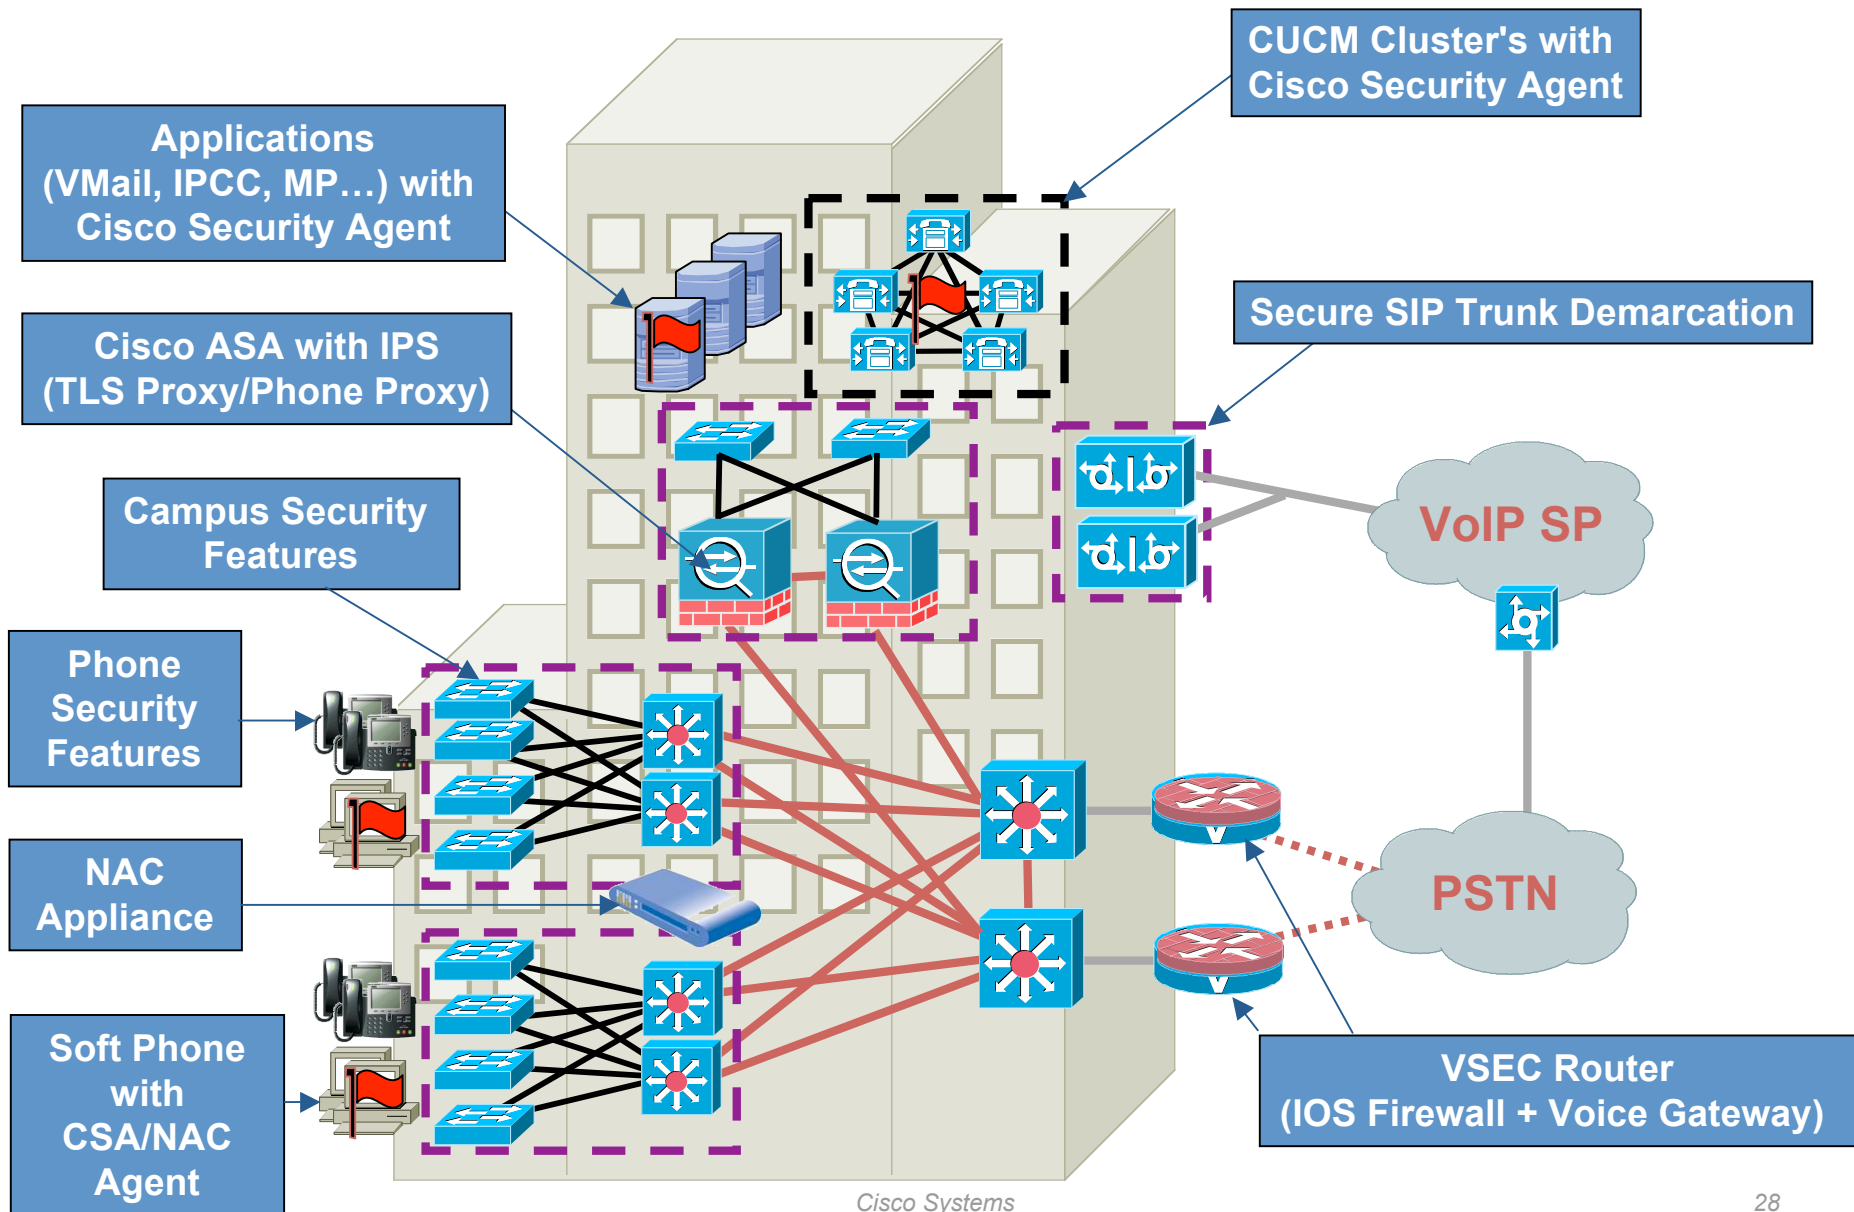 CUCM Cluster's with
Cisco Security Agent
Applications
(VMail, IPCC, MP…) with
Cisco Security Agent
Secure SIP Trunk Demarcation
Cisco ASA with IPS
(TLS Proxy/Phone Proxy)
Campus Security
Features
VoIP SP
Phone
Security
Features
NAC
Appliance
V
PSTN
V
Soft Phone
with
CSA/NAC
Agent
VSEC Router
(IOS Firewall + Voice Gateway)
Cisco Systems
28